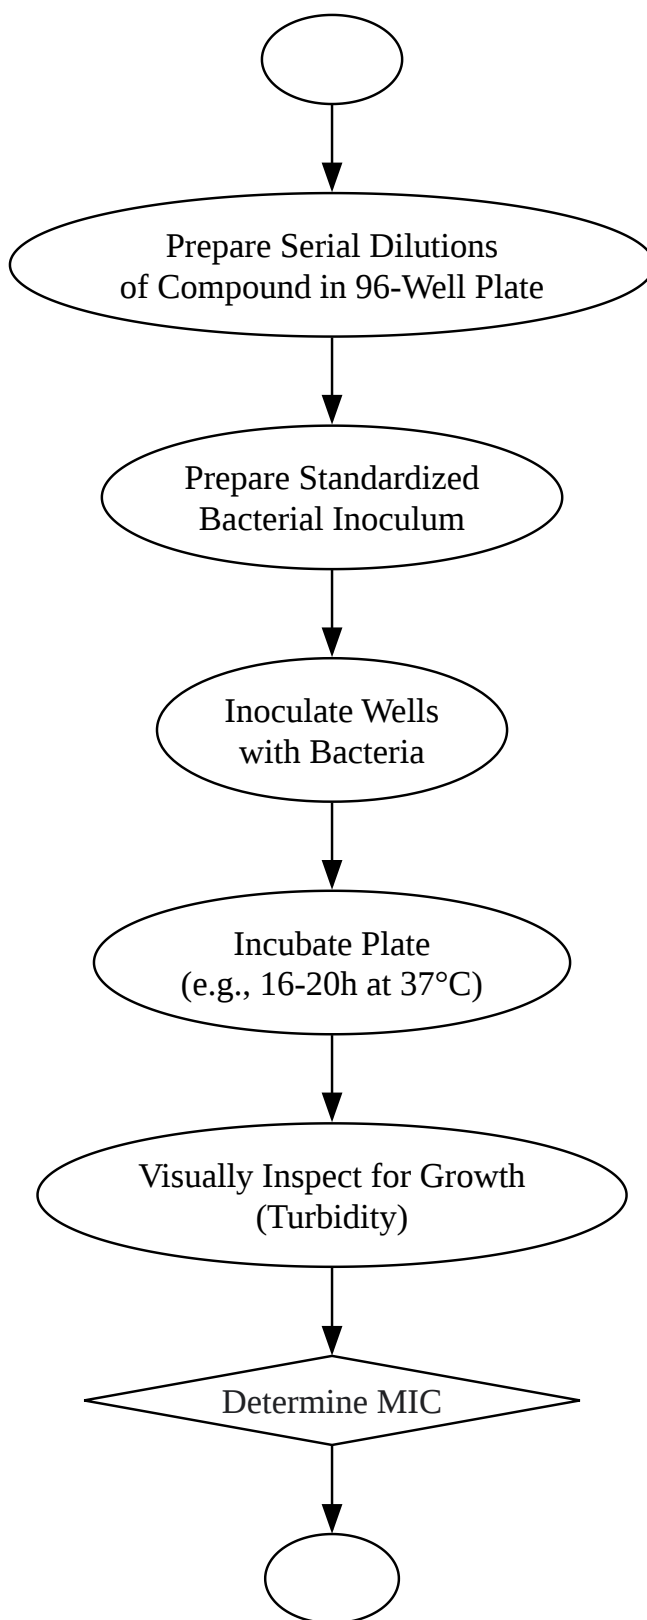 Prepare Serial Dilutions
of Compound in 96-Well Plate
Prepare Standardized
Bacterial Inoculum
Inoculate Wells
with Bacteria
Incubate Plate
(e.g., 16-20h at 37°C)
Visually Inspect for Growth
(Turbidity)
Determine MIC